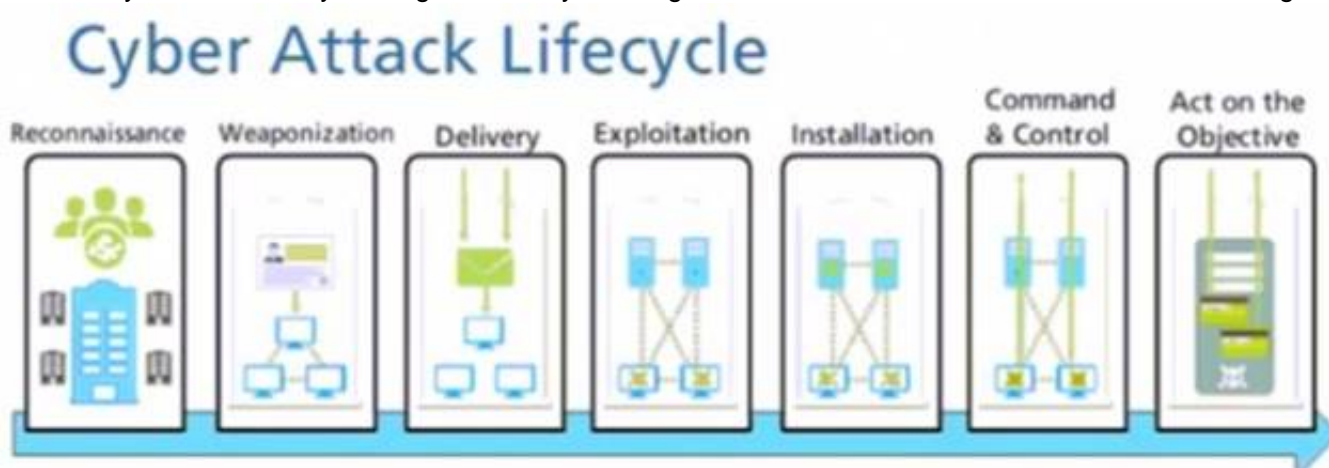 Cyber Attack Lifecycle
Reconnaissance
Weaponization
Delivery
Exploitation
Installation
Command
& Control
Act on the
Objective